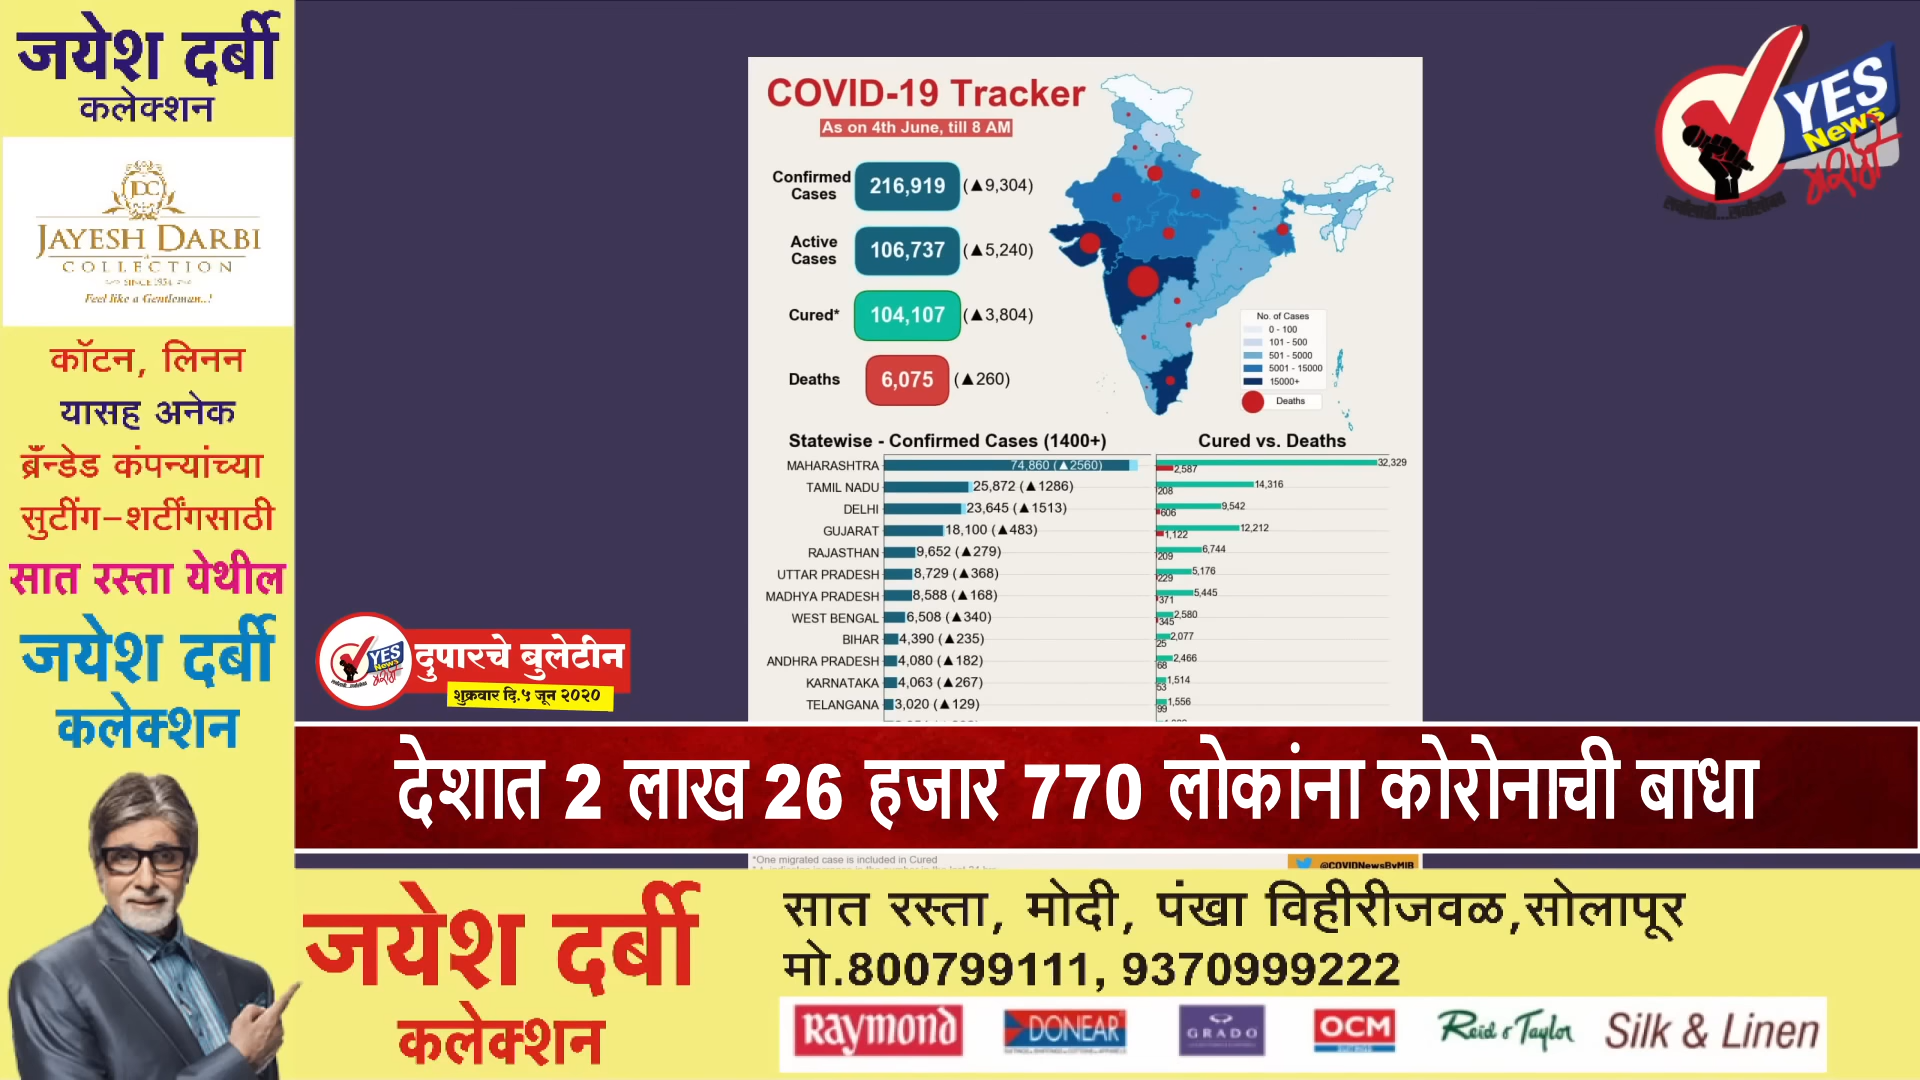 जयेश दर्बी
कलेक्शन
JDC
JAYESH DARBI
COLLECTION
SINCE 1954
Feel like a Gentleman..!
कॉटन, लिनन
यासह अनेक
ब्रँन्डेड कंपन्यांच्या
सुटींग-शर्टींगसाठी
सात रस्ता येथील
जयेश दर्बी
कलेक्शन
COVID-19 Tracker
As on 4th June, till 8 AM
Confirmed Cases 216,919 (▲9,304)
Active Cases 106,737 (▲5,240)
Cured* 104,107 (▲3,804)
Deaths 6,075 (▲260)
No. of Cases
0 - 100
101 - 500
501 - 5000
5001 - 15000
15000+
Deaths
Statewise - Confirmed Cases (1400+) Cured vs. Deaths
MAHARASHTRA 74,860 (▲2560) 32,329 2,587
TAMIL NADU 25,872 (▲1286) 14,316 208
DELHI 23,645 (▲1513) 9,542 606
GUJARAT 18,100 (▲483) 12,212 1,122
RAJASTHAN 9,652 (▲279) 6,744 209
UTTAR PRADESH 8,729 (▲368) 5,176 229
MADHYA PRADESH 8,588 (▲168) 5,445 371
WEST BENGAL 6,508 (▲340) 2,580 345
BIHAR 4,390 (▲235) 2,077 25
ANDHRA PRADESH 4,080 (▲182) 2,466 68
KARNATAKA 4,063 (▲267) 1,514 53
TELANGANA 3,020 (▲129) 1,556 99
YES
News
मराठी
YES
News
मराठी
दुपारचे बुलेटीन
शुक्रवार दि.५ जून २०२०
देशात 2 लाख 26 हजार 770 लोकांना कोरोनाची बाधा
*One migrated case is included in Cured
@COVIDNewsByMIB
जयेश दर्बी
कलेक्शन
सात रस्ता, मोदी, पंखा विहीरीजवळ,सोलापूर
मो.800799111, 9370999222
Raymond
DONEAR
GRADO
OCM
Reid & Taylor
Silk & Linen